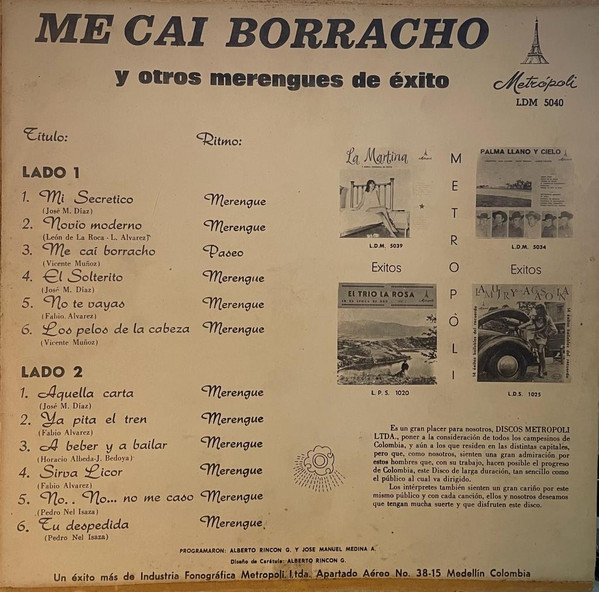 ME CAI BORRACHO
y otros merengues de éxito
Metrópoli
LDM 5040
Título: Ritmo:
LADO 1
1. Mi Secretico Merengue
(José M. Díaz)
2. Novio moderno Merengue
(León de La Roca - L. Alvarez)
3. Me caí borracho Paseo
(Vicente Muñoz)
4. El Solterito Merengue
(José M. Díaz)
5. No te vayas Merengue
(Fabio. Alvarez)
6. Los pelos de la cabeza Merengue
(Vicente Muñoz)
LADO 2
1. Aquella carta Merengue
(José M. Díaz)
2. Ya pita el tren Merengue
(Fabio Alvarez)
3. A beber y a bailar Merengue
(Horacio Albeda-J. Bedoya)
4. Sirva Licor Merengue
(Fabio Alvarez)
5. No.. No... no me caso Merengue
(Pedro Nel Isaza)
6. Tu despedida Merengue
(Pedro Nel Isaza)
La Martina
L.D.M. 5039
PALMA LLANO Y CIELO
L.D.M. 5034
Exitos
METROPÓLI
Exitos
EL TRIO LA ROSA
L.P.S. 1020
L.D.S. 1025
Es un gran placer para nosotros, DISCOS METROPOLI
LTDA., poner a la consideración de todos los campesinos de
Colombia, y aún a los que residen en las distintas capitales,
pero que, como nosotros, sienten una gran admiración por
estos hombres que, con su trabajo, hacen posible el progreso
de Colombia, este Disco de larga duración, tan sencillo como
el público al cual va dirigido.
Los intérpretes también sienten un gran cariño por este
mismo público y con cada canción, ellos y nosotros deseamos
que tengan mucha suerte y que disfruten este disco.
PROGRAMARON: ALBERTO RINCON G. Y JOSE MANUEL MEDINA A.
Diseño de Carátula: ALBERTO RINCON G.
Un éxito más de Industria Fonográfica Metropoli Ltda. Apartado Aéreo No. 38-15 Medellín Colombia